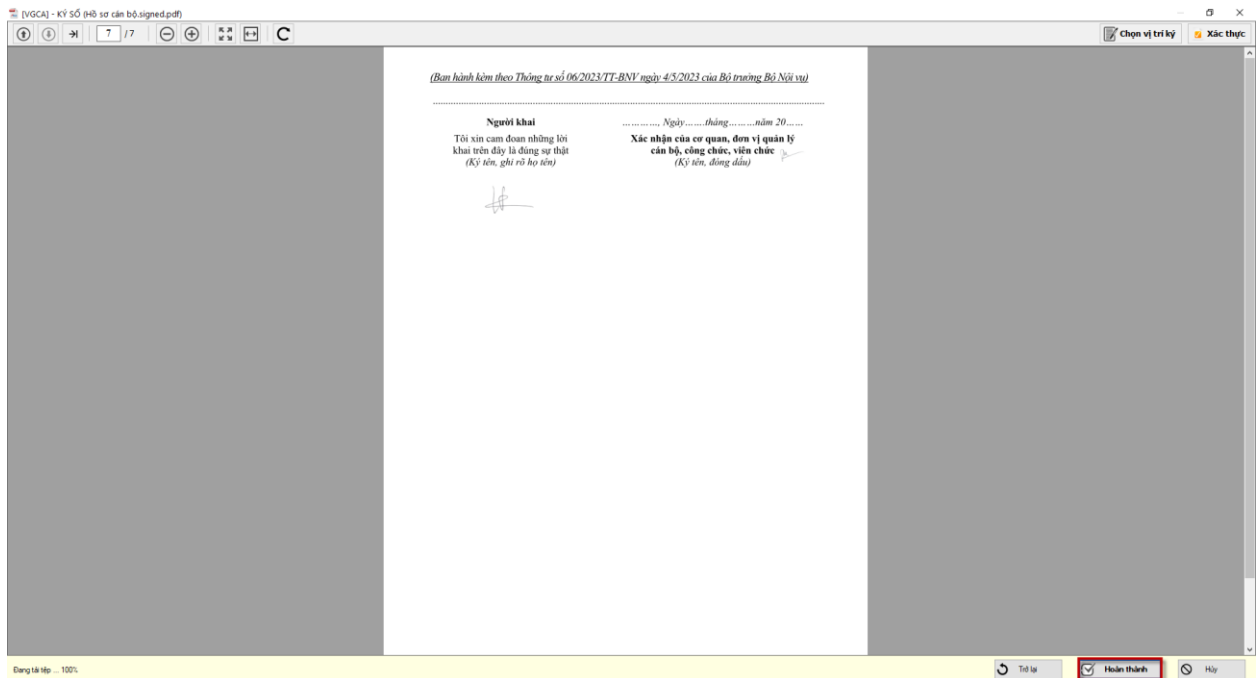 [VGCA] - KÝ SỐ (Hồ sơ cán bộ.signed.pdf)
7 /7 Chọn vị trí ký Xác thực
(Ban hành kèm theo Thông tư số 06/2023/TT-BNV ngày 4/5/2023 của Bộ trưởng Bộ Nội vụ)
Người khai
Tôi xin cam đoan những lời
khai trên đây là đúng sự thật
(Ký tên, ghi rõ họ tên)
…………, Ngày…….tháng………năm 20……
Xác nhận của cơ quan, đơn vị quản lý
cán bộ, công chức, viên chức
(Ký tên, đóng dấu)
Đang tải tệp ... 100% Trở lại Hoàn thành Hủy